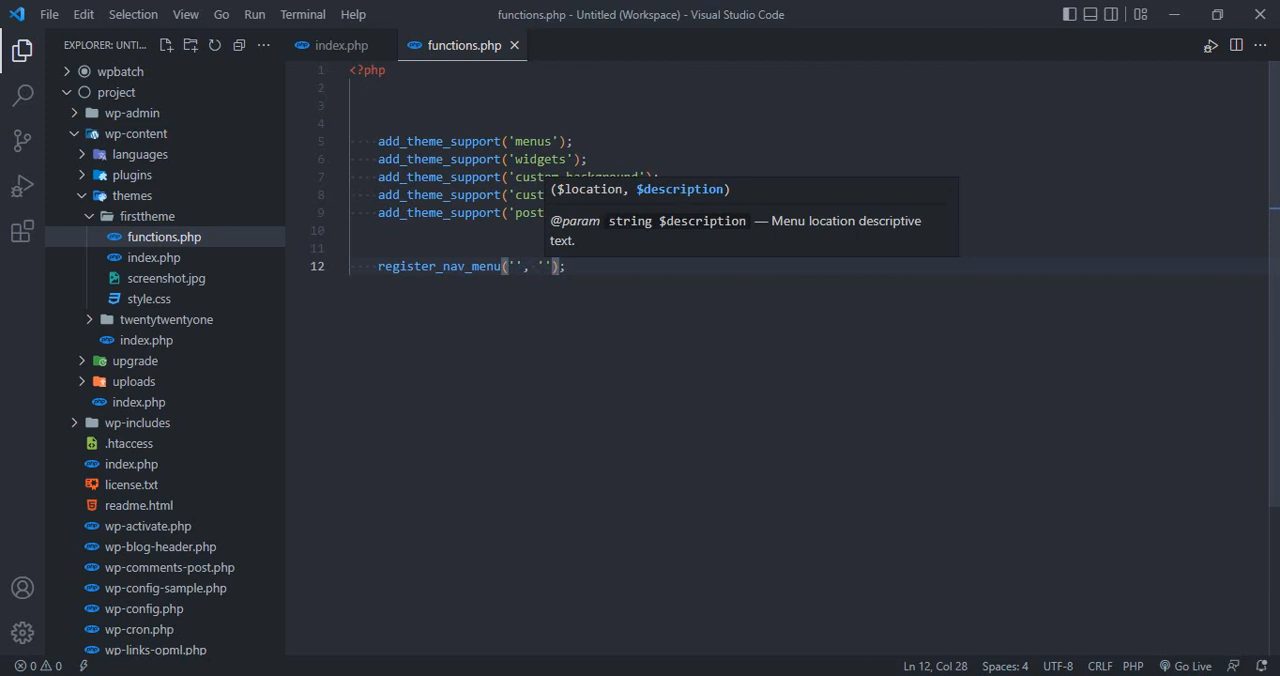 File Edit Selection View Go Run Terminal Help functions.php - Untitled (Workspace) - Visual Studio Code
EXPLORER: UNTI... ...
index.php functions.php
wpbatch
project
wp-admin
wp-content
languages
plugins
themes
firsttheme
functions.php
index.php
screenshot.jpg
style.css
twentytwentyone
index.php
upgrade
uploads
index.php
wp-includes
.htaccess
index.php
license.txt
readme.html
wp-activate.php
wp-blog-header.php
wp-comments-post.php
wp-config-sample.php
wp-config.php
wp-cron.php
wp-links-opml.php
1 <?php
2
3
4
5 add_theme_support('menus');
6 add_theme_support('widgets');
7 add_theme_support('custom-background');
8 add_theme_support('cust
9 add_theme_support('post
10
11
12 register_nav_menu('', '');
($location, $description)
@param string $description — Menu location descriptive
text.
0 0 Ln 12, Col 28 Spaces: 4 UTF-8 CRLF PHP Go Live